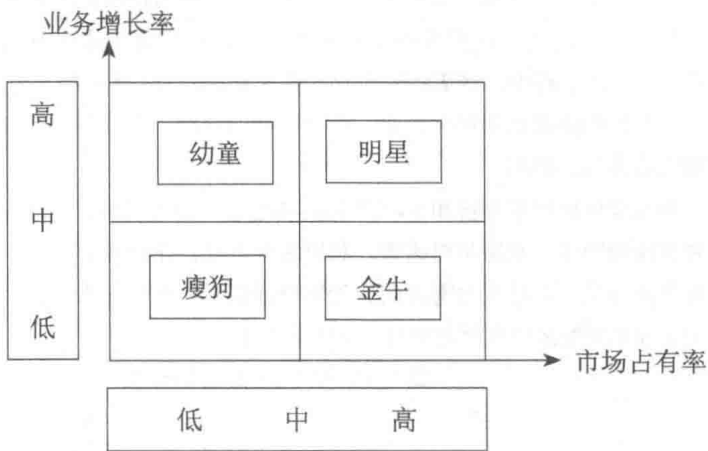 业务增长率
高
幼童 明星
中
瘦狗 金牛
低
市场占有率
低 中 高